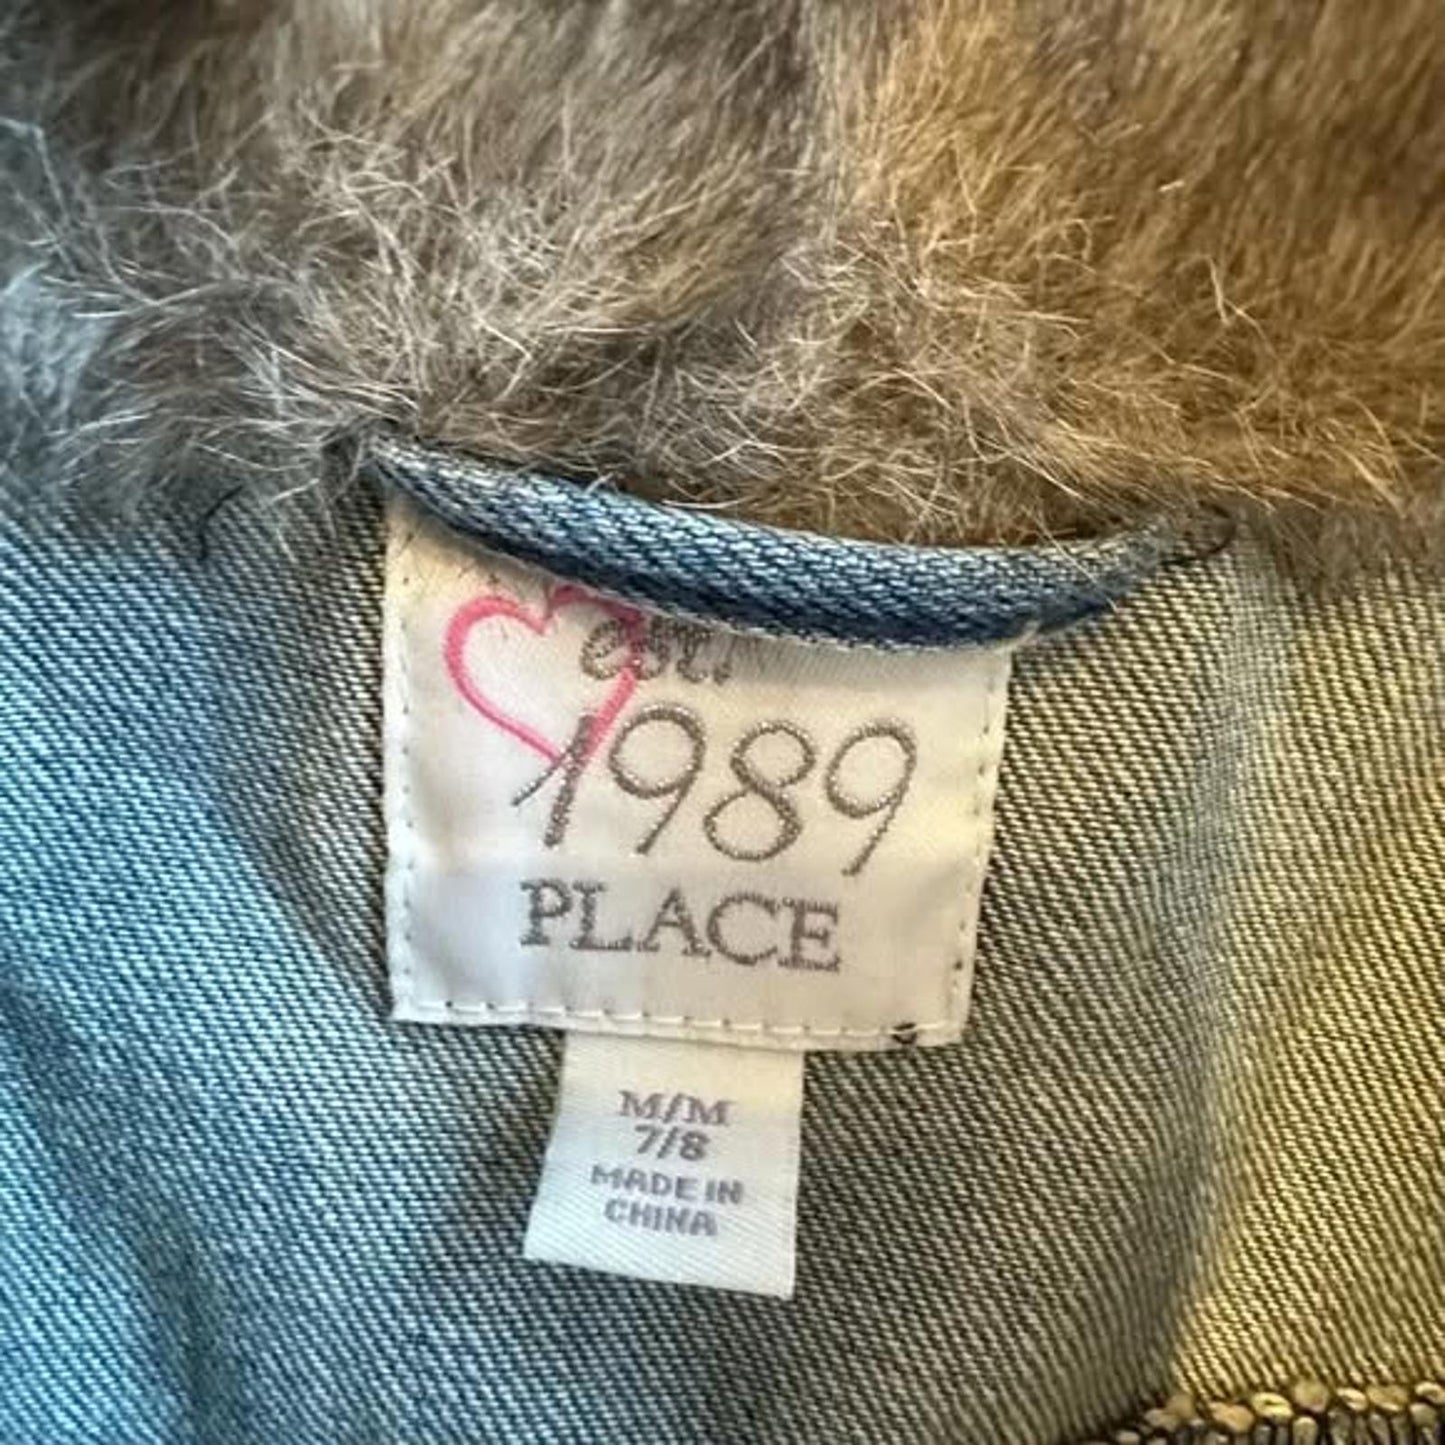 est.
1989
PLACE
M/M
7/8
MADE IN
CHINA